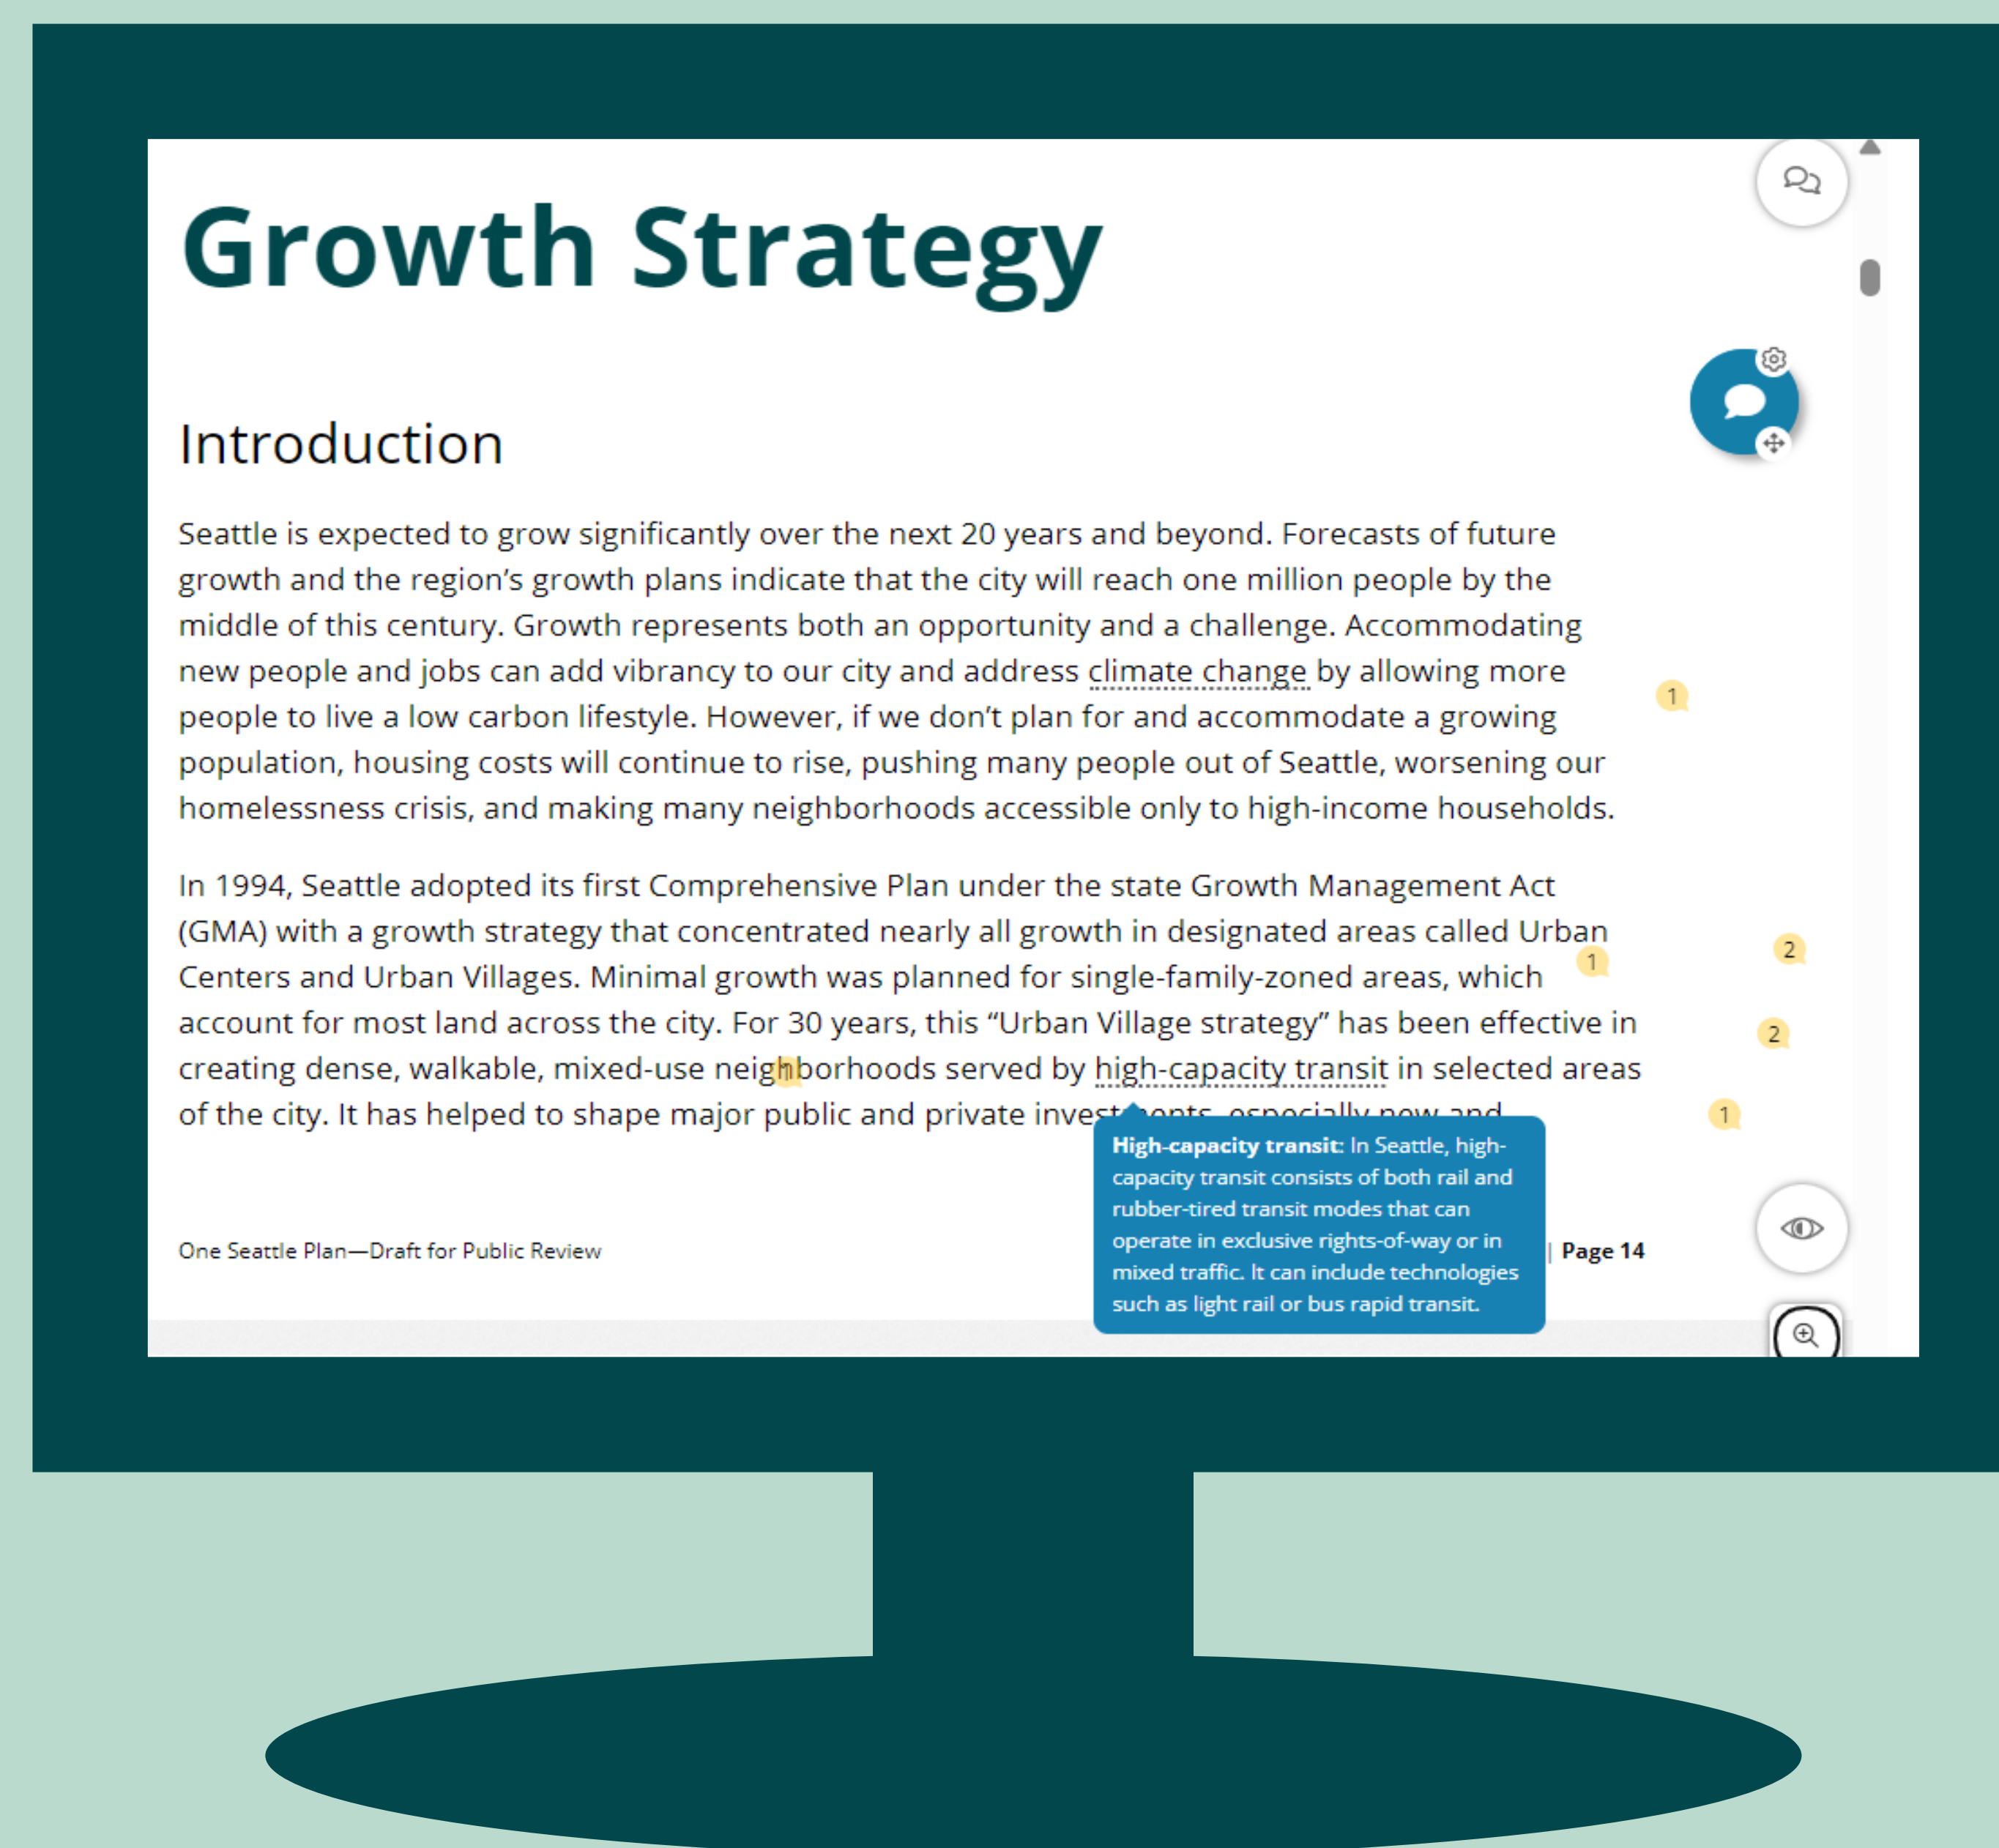 Growth Strategy
Introduction
Seattle is expected to grow significantly over the next 20 years and beyond. Forecasts of future
growth and the region’s growth plans indicate that the city will reach one million people by the
middle of this century. Growth represents both an opportunity and a challenge. Accommodating
new people and jobs can add vibrancy to our city and address climate change by allowing more
1
people to live a low carbon lifestyle. However, if we don’t plan for and accommodate a growing
population, housing costs will continue to rise, pushing many people out of Seattle, worsening our
homelessness crisis, and making many neighborhoods accessible only to high-income households.
In 1994, Seattle adopted its first Comprehensive Plan under the state Growth Management Act
(GMA) with a growth strategy that concentrated nearly all growth in designated areas called Urban
2
1
Centers and Urban Villages. Minimal growth was planned for single-family-zoned areas, which
account for most land across the city. For 30 years, this “Urban Village strategy” has been effective in
2
creating dense, walkable, mixed-use neighborhoods served by high-capacity transit in selected areas
1
of the city. It has helped to shape major public and private investments, especially new and
1
High-capacity transit: In Seattle, high-
capacity transit consists of both rail and
rubber-tired transit modes that can
operate in exclusive rights-of-way or in
mixed traffic. It can include technologies
such as light rail or bus rapid transit.
One Seattle Plan—Draft for Public Review
| Page 14